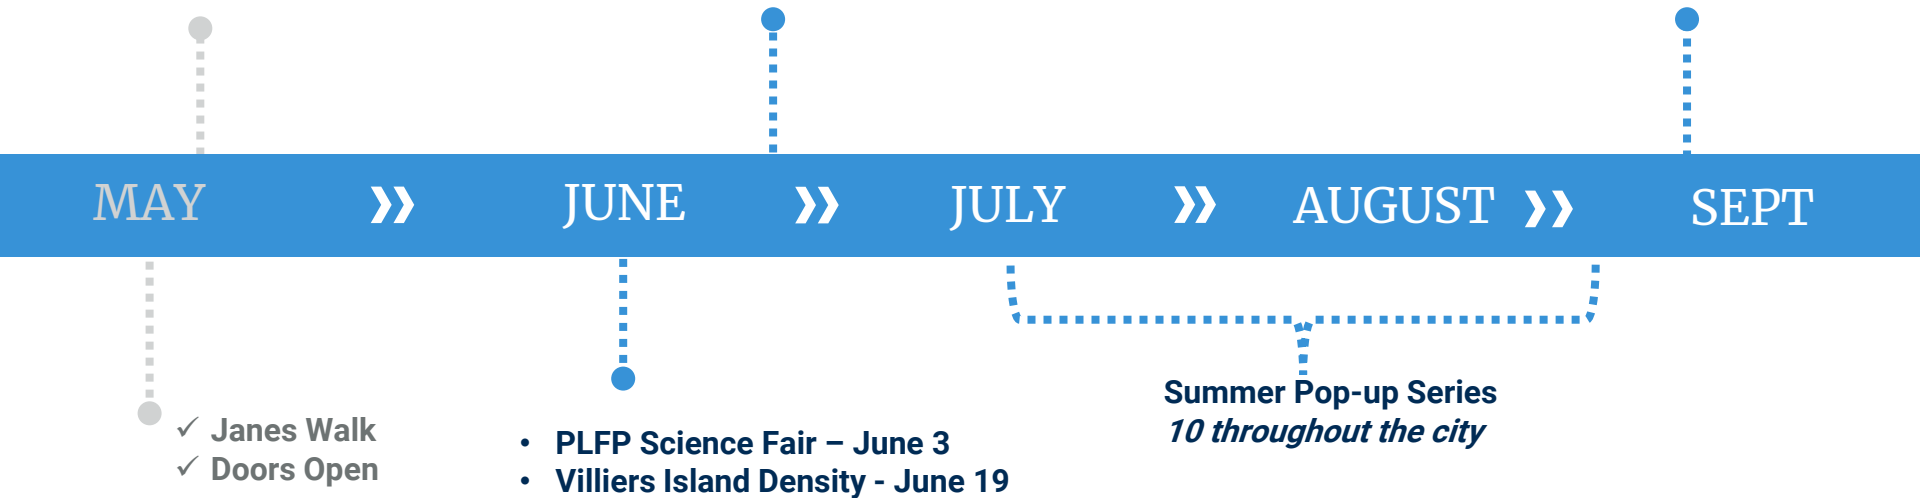 MAY
JUNE
JULY
AUGUST
SEPT
✓ Janes Walk
✓ Doors Open
• PLFP Science Fair – June 3
• Villiers Island Density - June 19
Summer Pop-up Series
10 throughout the city